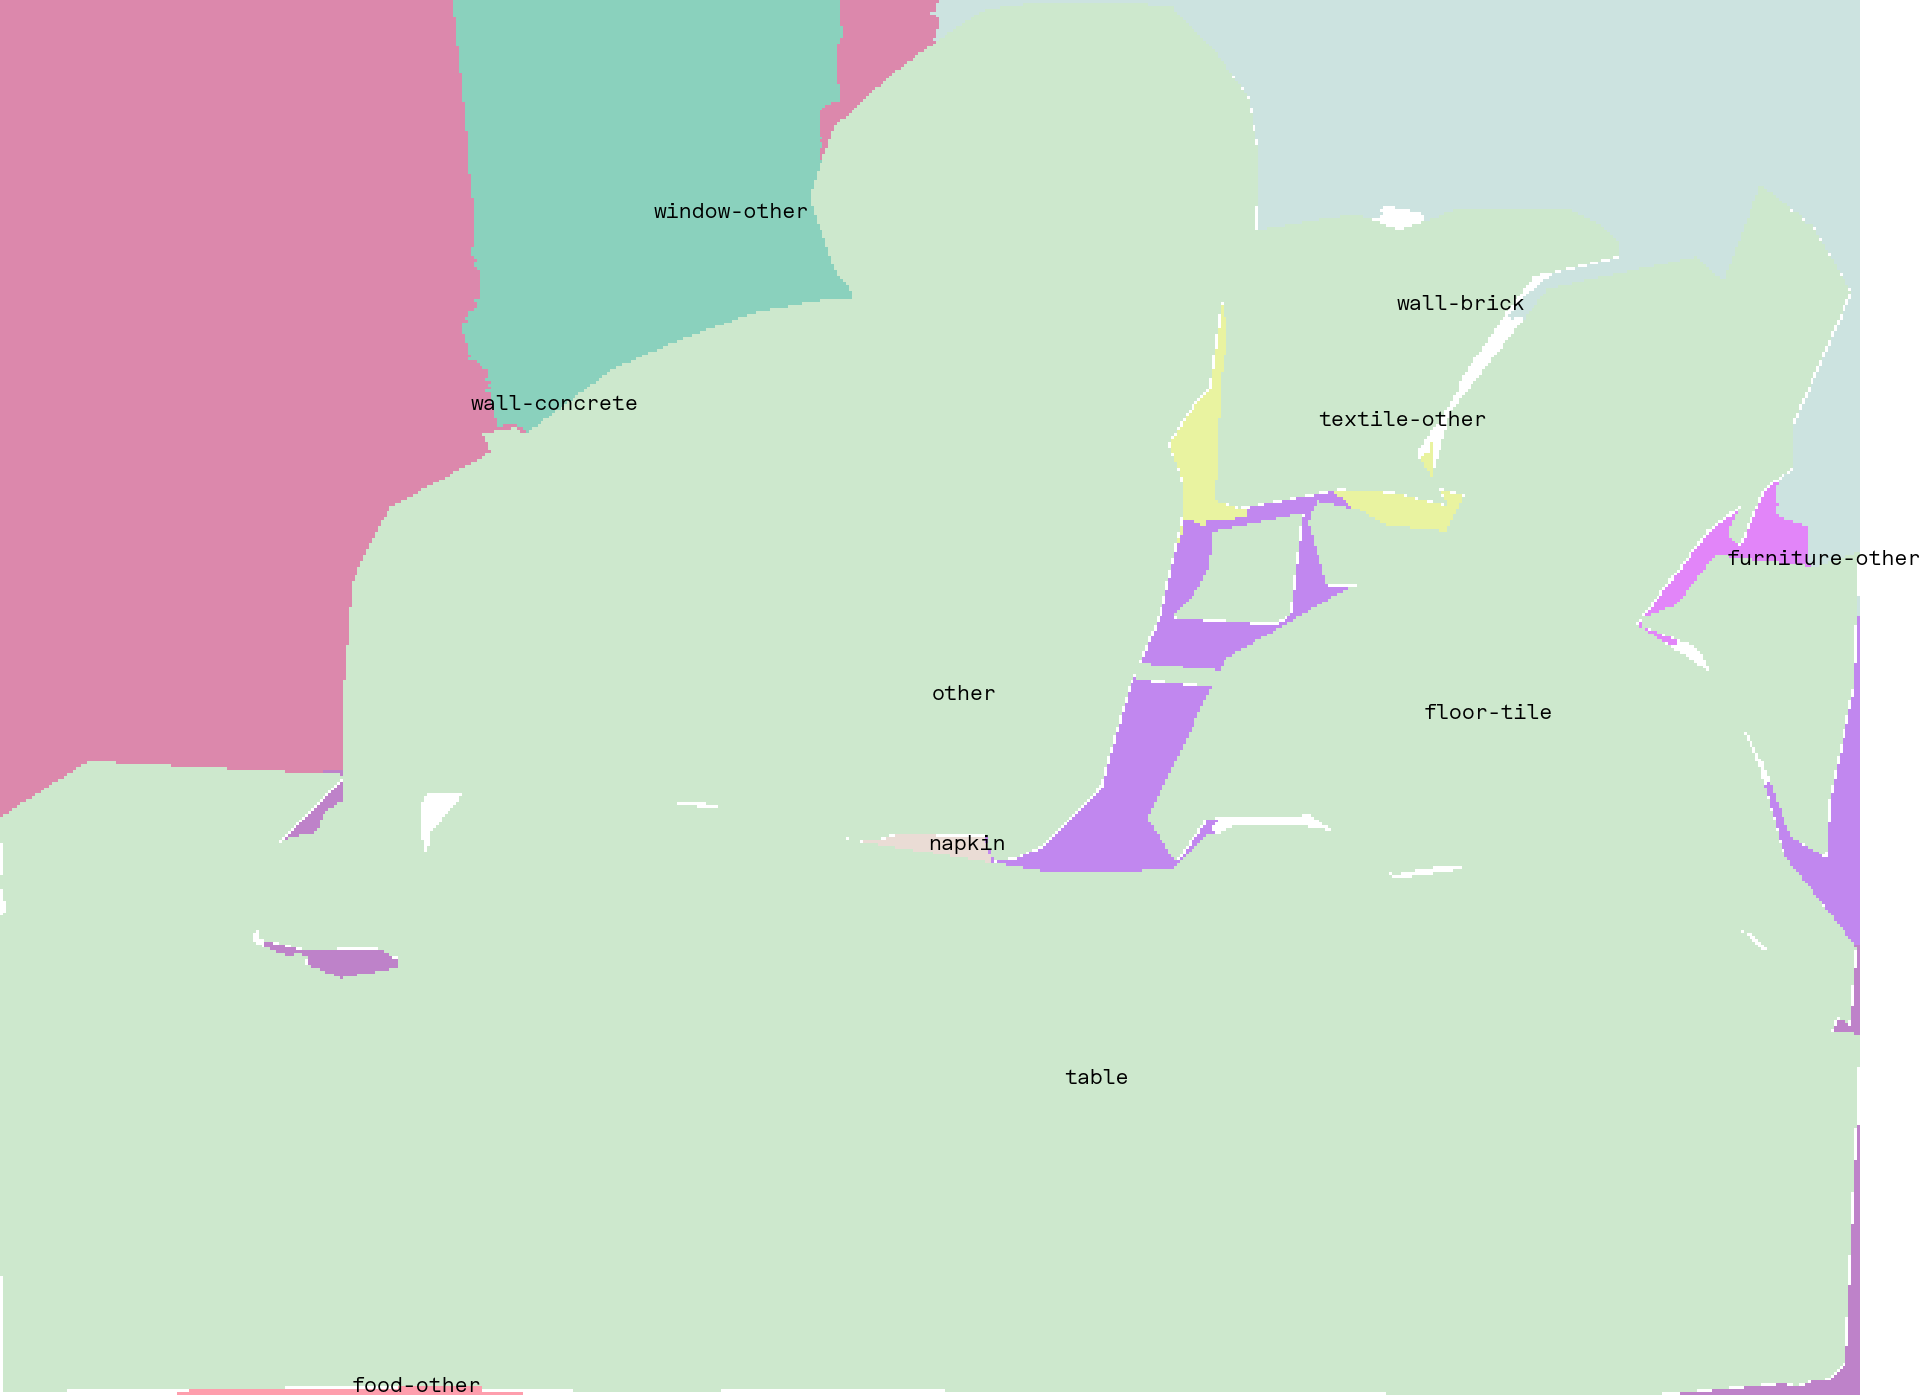 window-other
wall-brick
wall-concrete
textile-other
furniture-other
other
floor-tile
napkin
table
food-other